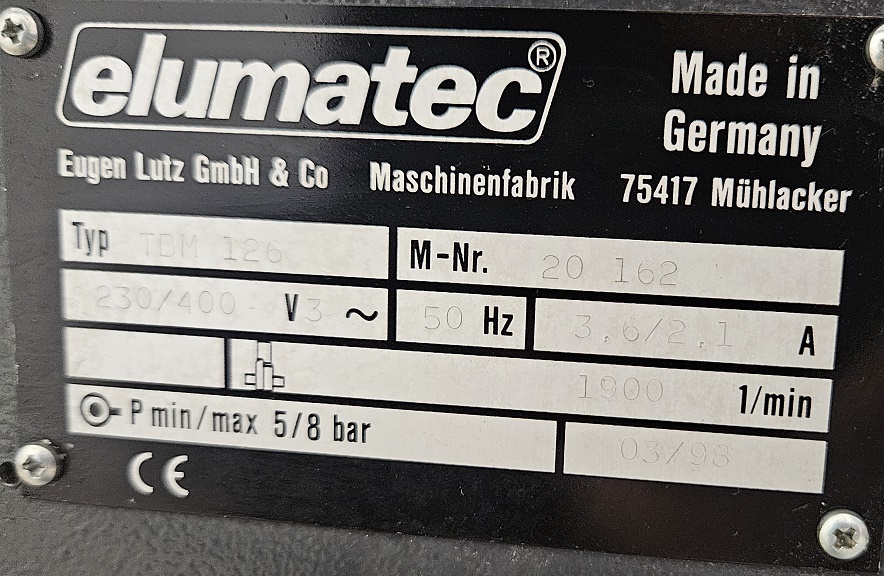 elumatec®
Made in
Germany
Eugen Lutz GmbH & Co Maschinenfabrik 75417 Mühlacker
Typ TBM 126
M-Nr. 20 162
230/400 V 3 ~
50 Hz
3,6/2,1 A
1900 1/min
P min/max 5/8 bar
03/98
CE